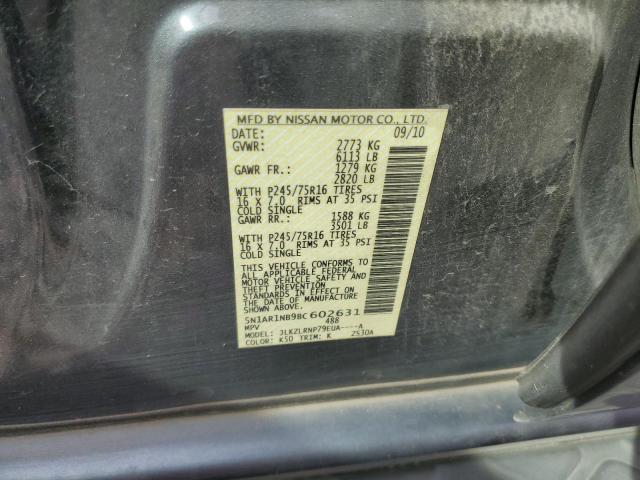 MFD BY NISSAN MOTOR CO., LTD.
DATE: 09/10
GVWR: 2773 KG
6113 LB
GAWR FR.: 1279 KG
2820 LB
WITH P245/75R16 TIRES
16 X 7.0 RIMS AT 35 PSI
COLD SINGLE
GAWR RR.: 1588 KG
3501 LB
WITH P245/75R16 TIRES
16 X 7.0 RIMS AT 35 PSI
COLD SINGLE
THIS VEHICLE CONFORMS TO
ALL APPLICABLE FEDERAL
MOTOR VEHICLE SAFETY AND
THEFT PREVENTION
STANDARDS IN EFFECT ON
THE DATE OF MANUFACTURE
SHOWN ABOVE.
5N1AR1NB9BC602631
MPV 488
MODEL: JLKZLRNP79EUA----A
COLOR: K50 TRIM: K 2530A